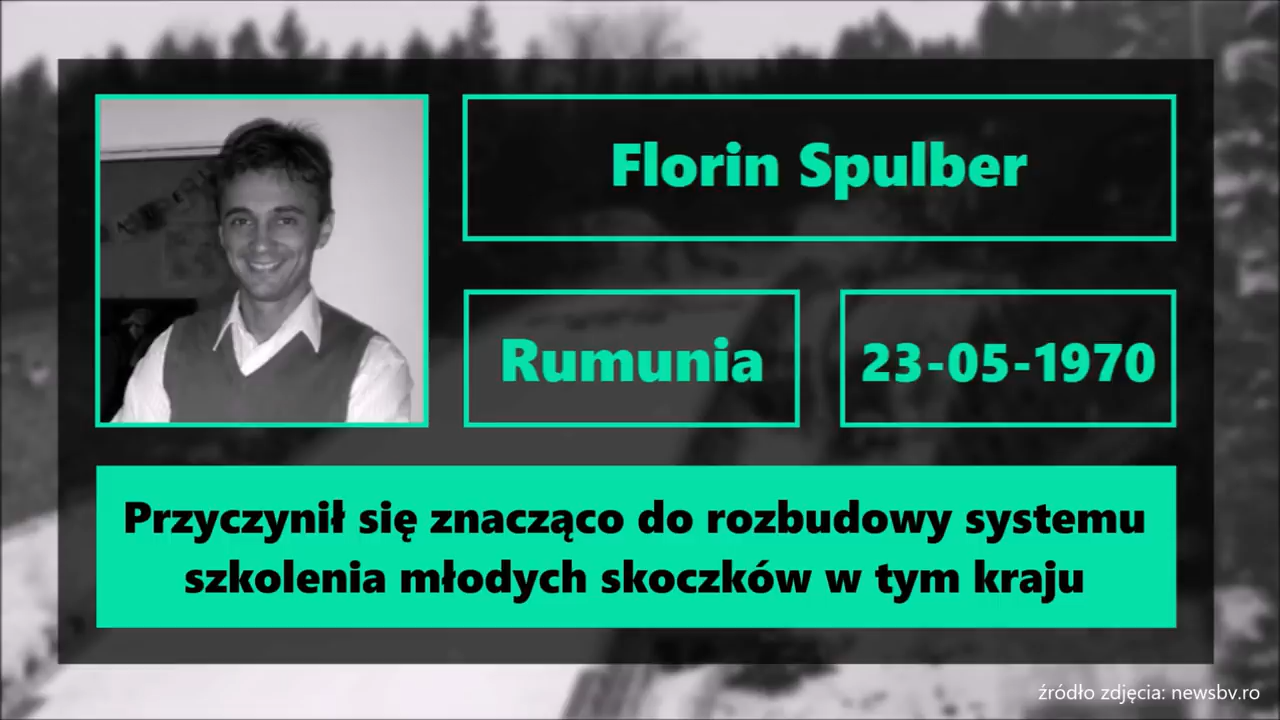 Florin Spulber
Rumunia
23-05-1970
Przyczynił się znacząco do rozbudowy systemu
szkolenia młodych skoczków w tym kraju
źródło zdjęcia: newsbv.ro